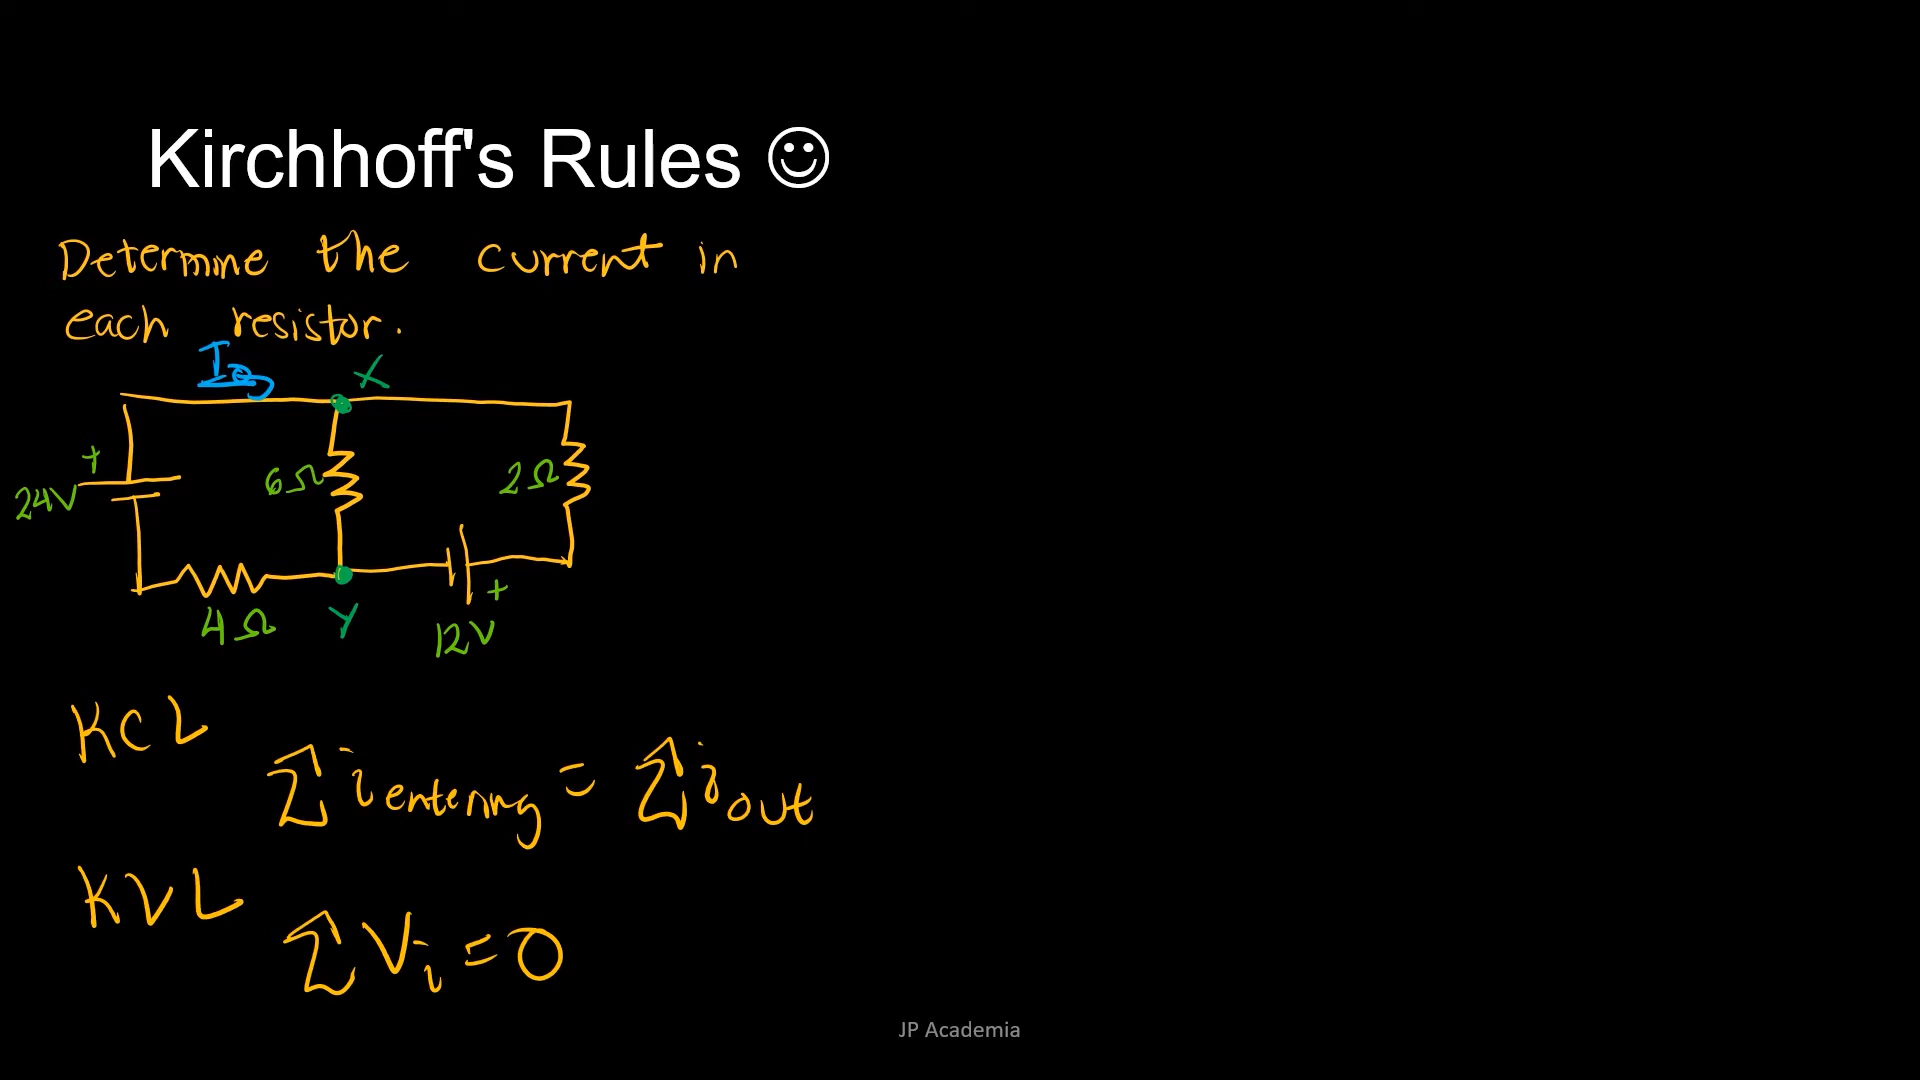 Kirchhoff's Rules ☺
Determine the current in
each resistor.
X
+
24V
6Ω
2Ω
4Ω
Y
+
12V
KCL
Σ i entering = Σ i out
KVL
Σ Vi = 0
JP Academia